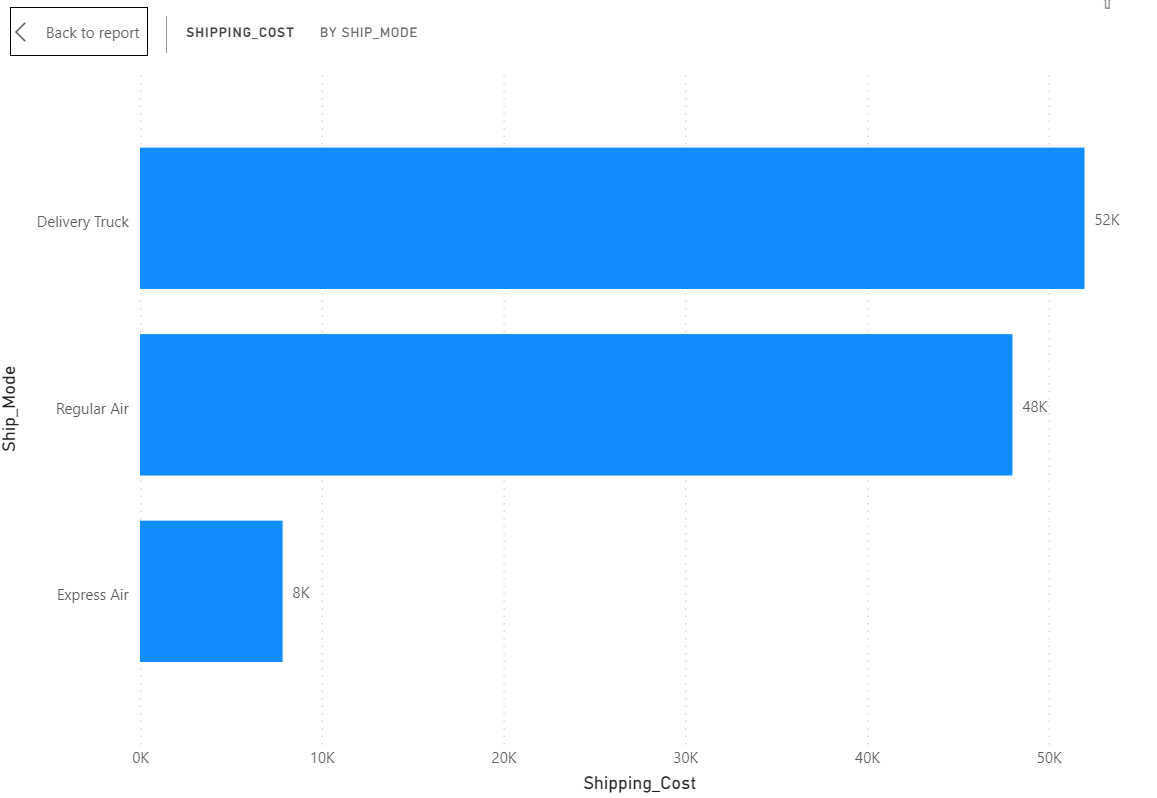 Back to report
SHIPPING_COST BY SHIP_MODE
Ship_Mode
Delivery Truck 52K
Regular Air 48K
Express Air 8K
0K 10K 20K 30K 40K 50K
Shipping_Cost